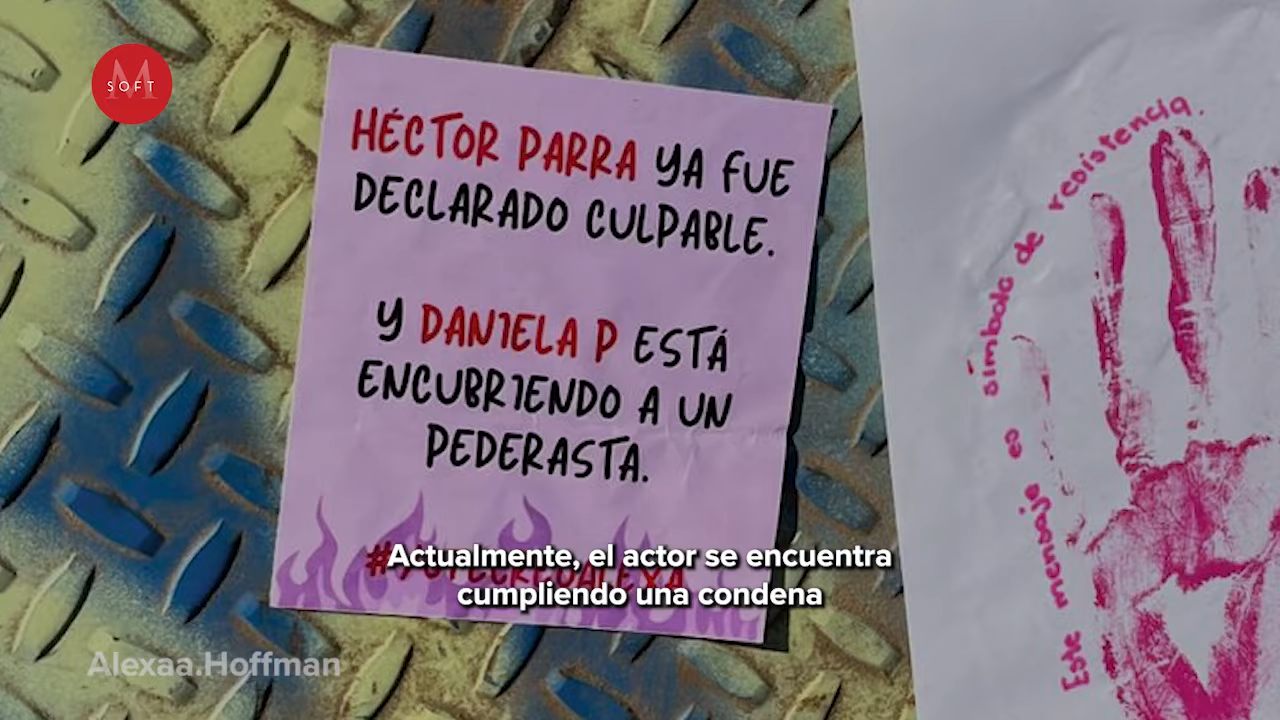 M
SOFT
HÉCTOR PARRA YA FUE
DECLARADO CULPABLE.
Y DANIELA P ESTÁ
ENCUBRIENDO A UN
PEDERASTA.
Este mensaje es símbolo de resistencia.
Actualmente, el actor se encuentra
cumpliendo una condena
Alexaa.Hoffman